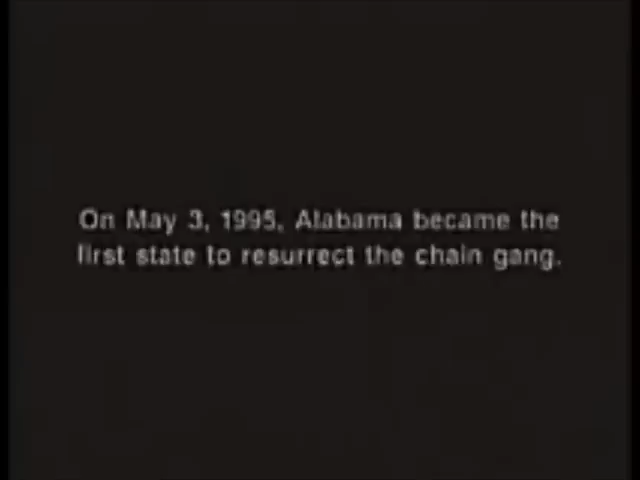 On May 3, 1995, Alabama became the
first state to resurrect the chain gang.